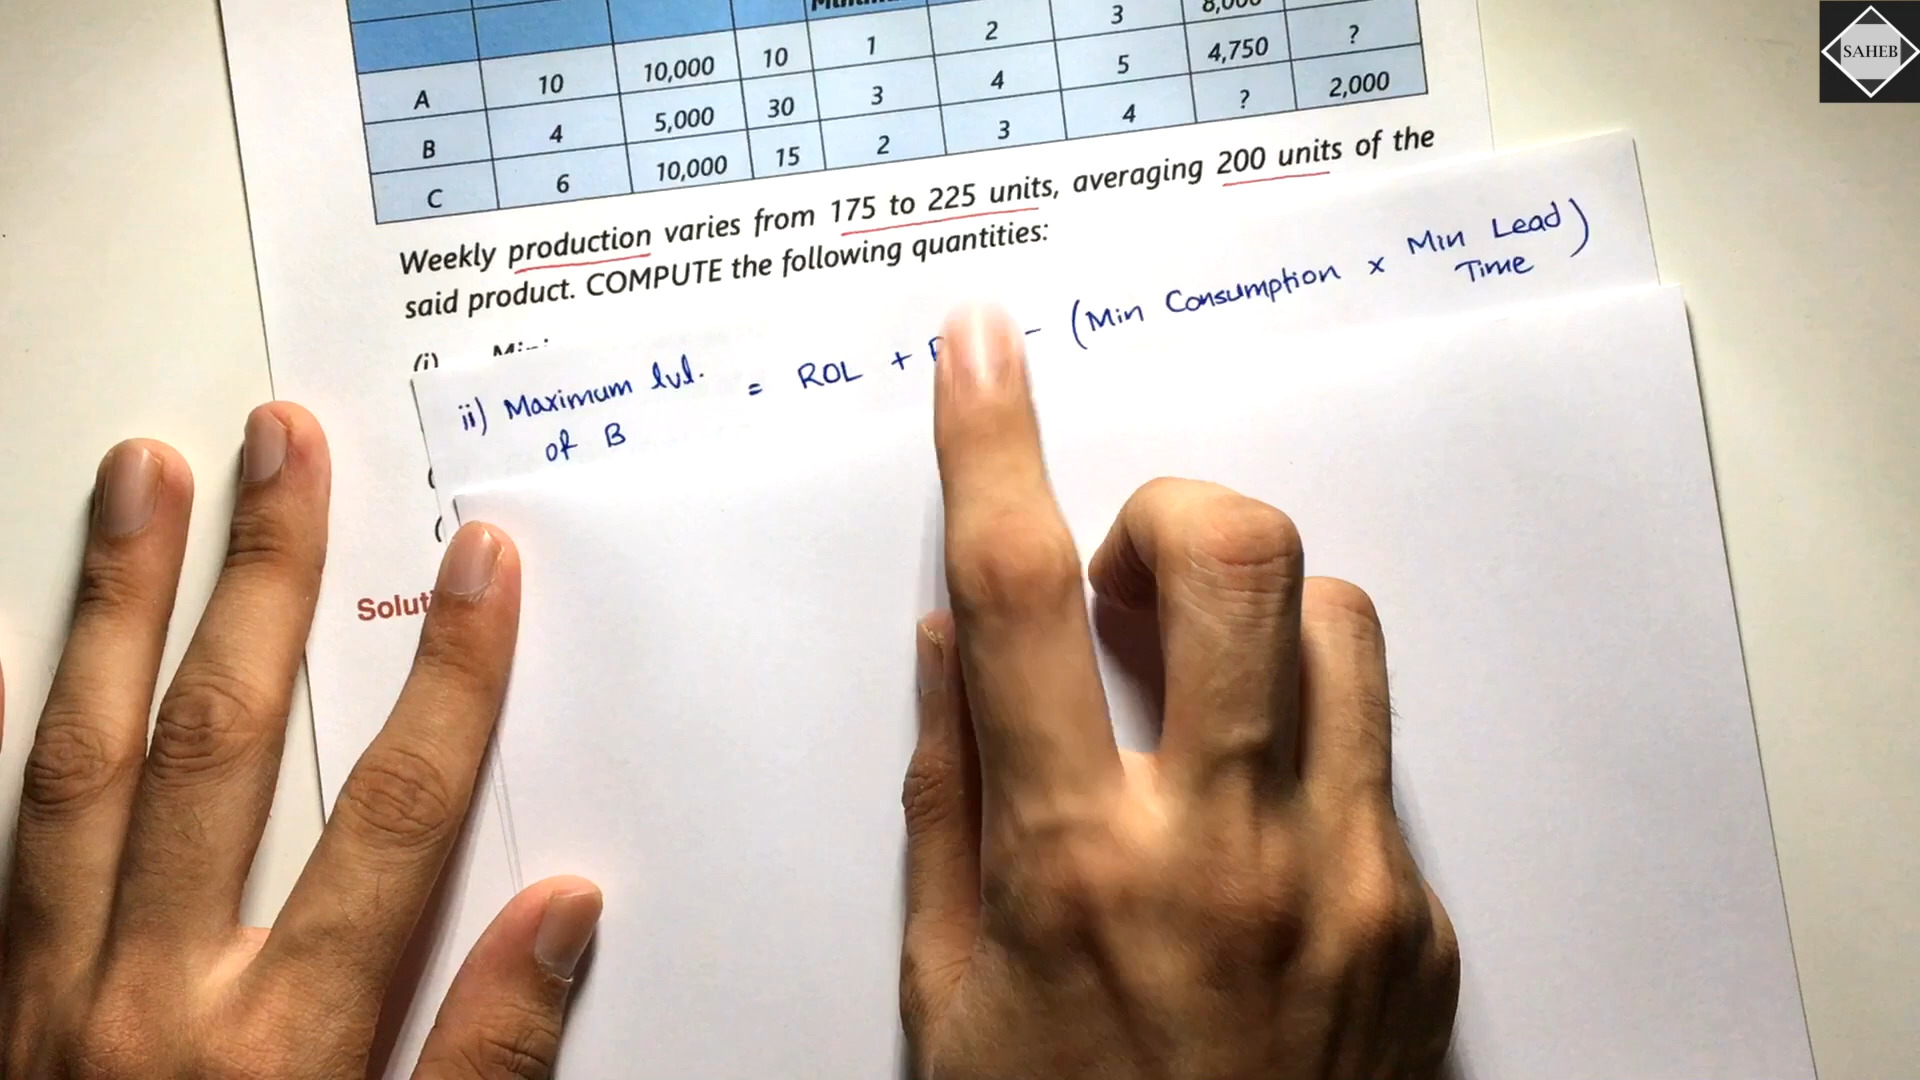 8,000
A 10 10,000 10 1 2 3 4,750 ?
B 4 5,000 30 3 4 5 ? 2,000
C 6 10,000 15 2 3 4
Weekly production varies from 175 to 225 units, averaging 200 units of the
said product. COMPUTE the following quantities:
(i)
ii) Maximum lvl. of B = ROL + – (Min Consumption x Min Lead Time)
SAHEB